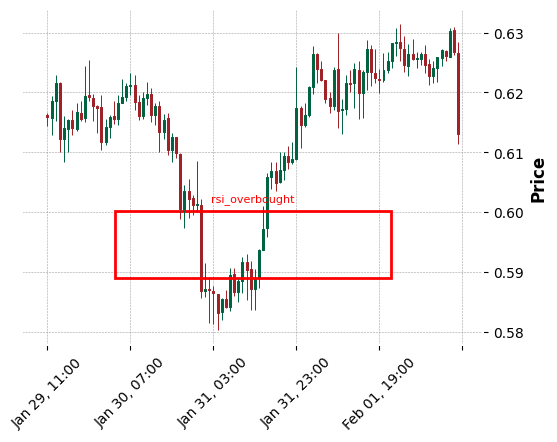 0.63
0.62
0.61
0.60
0.59
0.58
Price
rsi_overbought
Jan 29, 11:00
Jan 30, 07:00
Jan 31, 03:00
Jan 31, 23:00
Feb 01, 19:00